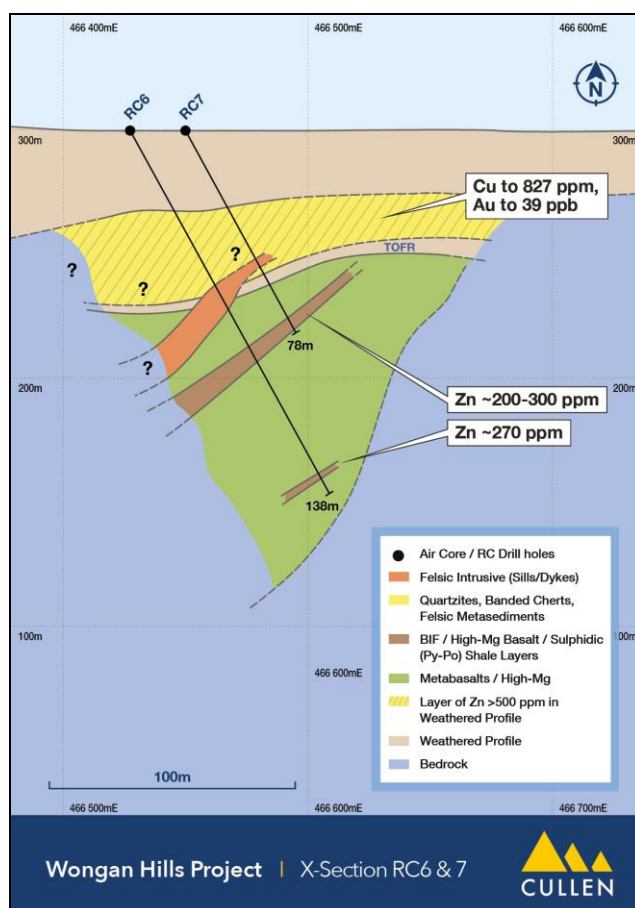 466 400mE
466 500mE
466 600mE
N
RC6
RC7
300m
300m
Cu to 827 ppm,
Au to 39 ppb
TOFR
?
?
?
78m
200m
200m
Zn ~200-300 ppm
Zn ~270 ppm
138m
Air Core / RC Drill holes
Felsic Intrusive (Sills/Dykes)
Quartzites, Banded Cherts,
Felsic Metasediments
BIF / High-Mg Basalt / Sulphidic
(Py-Po) Shale Layers
Metabasalts / High-Mg
Layer of Zn >500 ppm in
Weathered Profile
Weathered Profile
Bedrock
100m
100m
466 600mE
100m
466 500mE
466 600mE
466 700mE
Wongan Hills Project | X-Section RC6 & 7
CULLEN